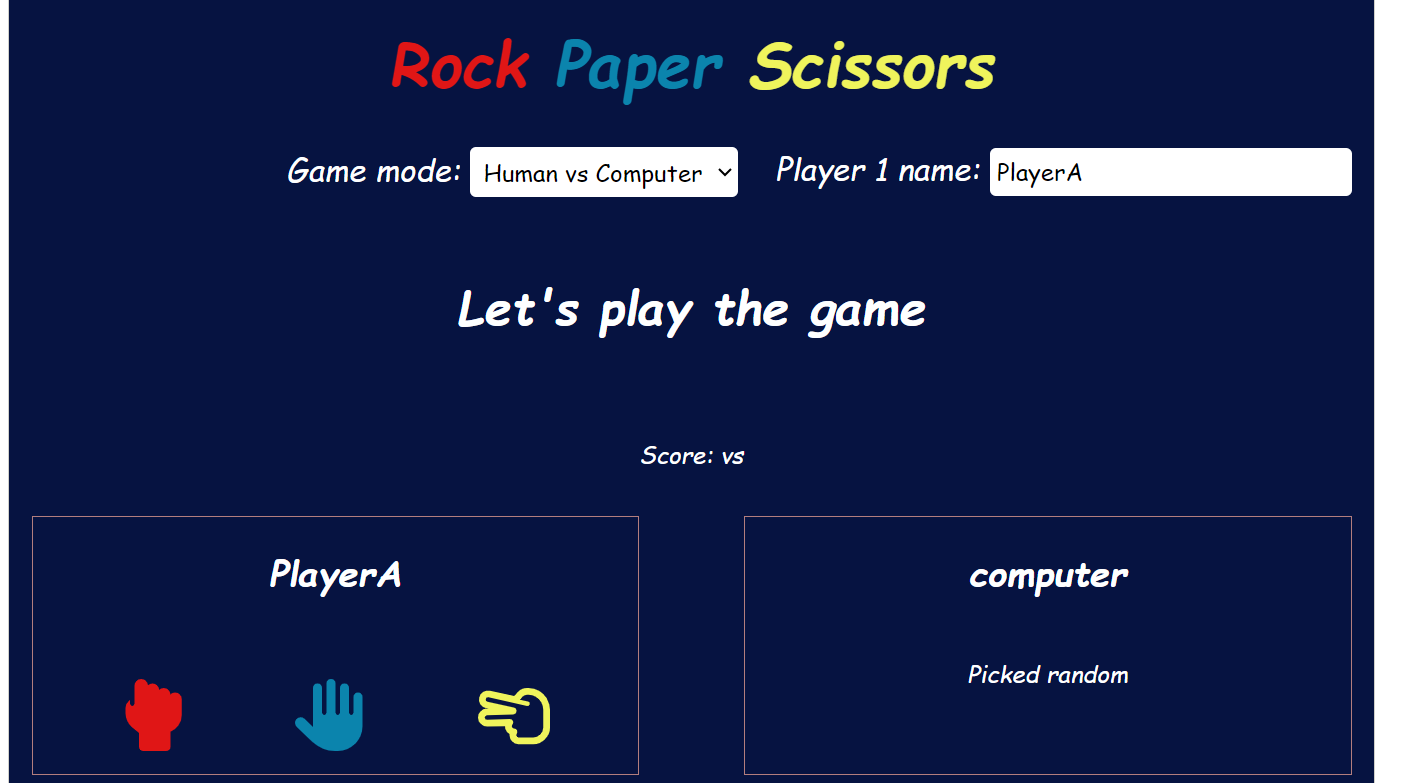 Rock Paper Scissors
Game mode: Human vs Computer Player 1 name: PlayerA
Let's play the game
Score: vs
PlayerA
computer
Picked random